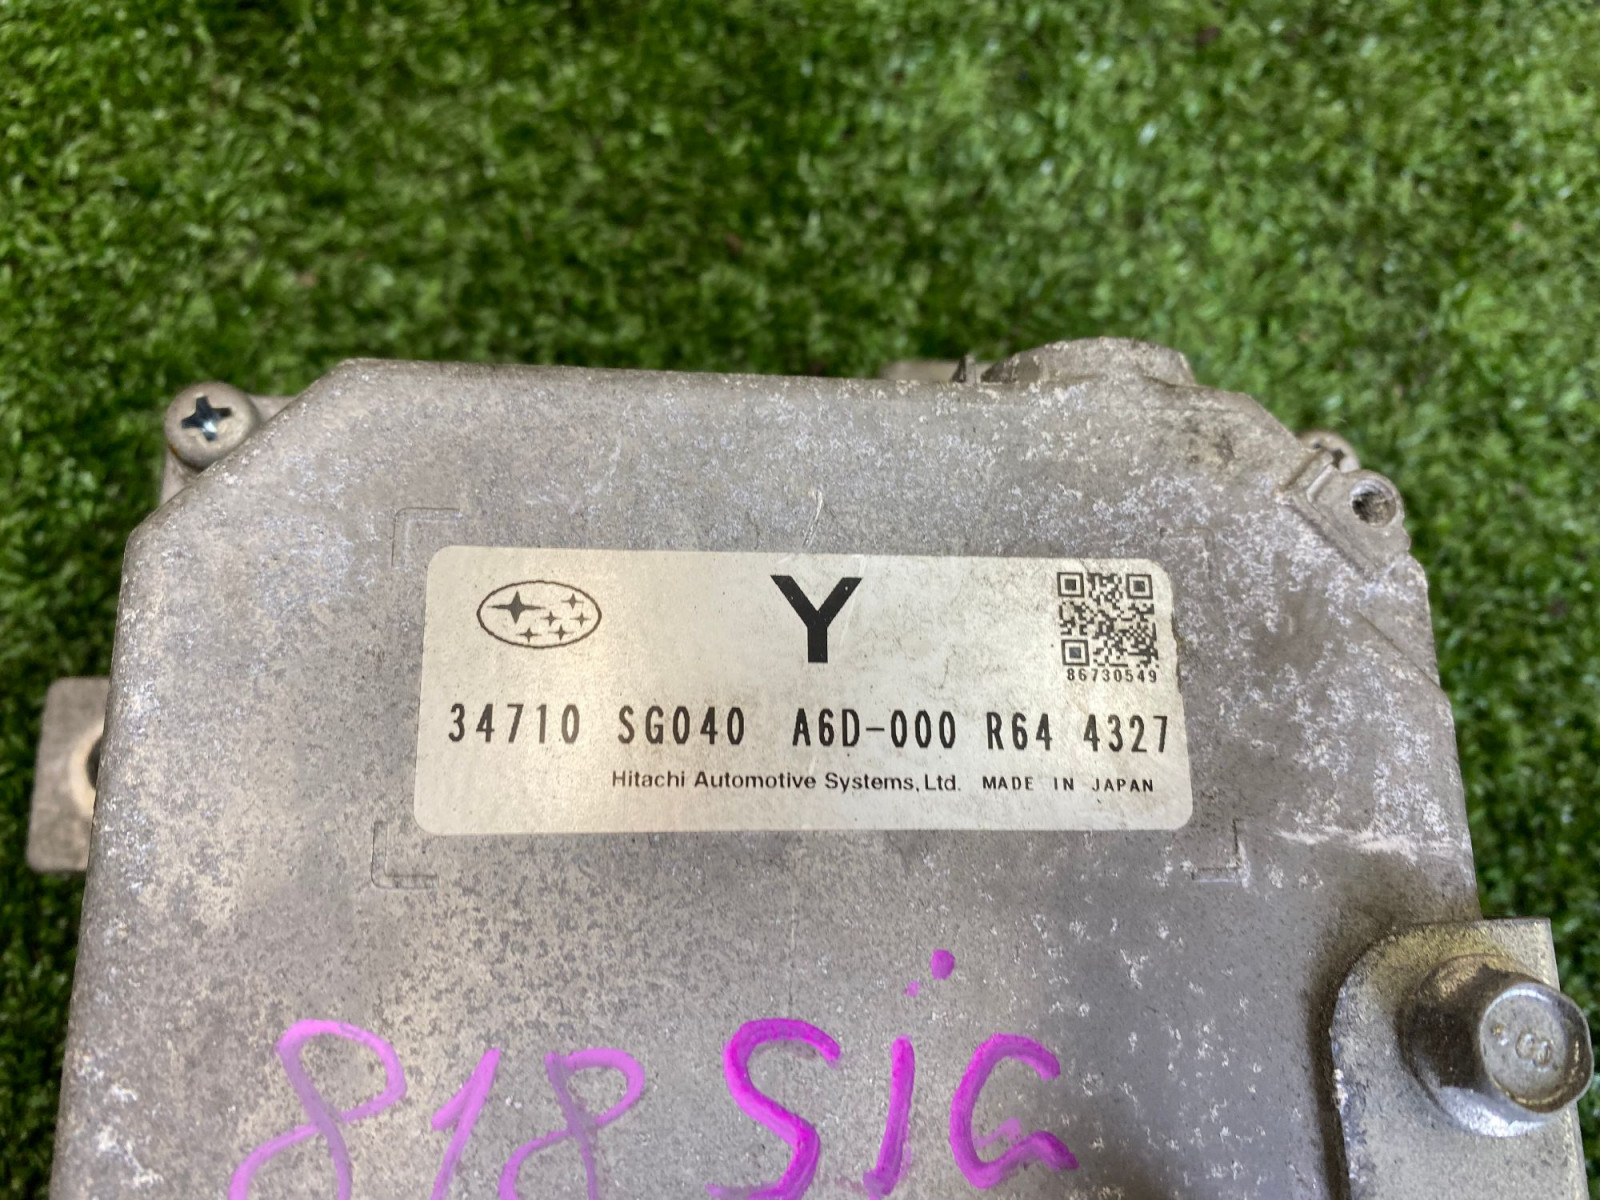 Y
86730549
34710 SG040 A6D-000 R64 4327
Hitachi Automotive Systems, Ltd. MADE IN JAPAN
818 SiG